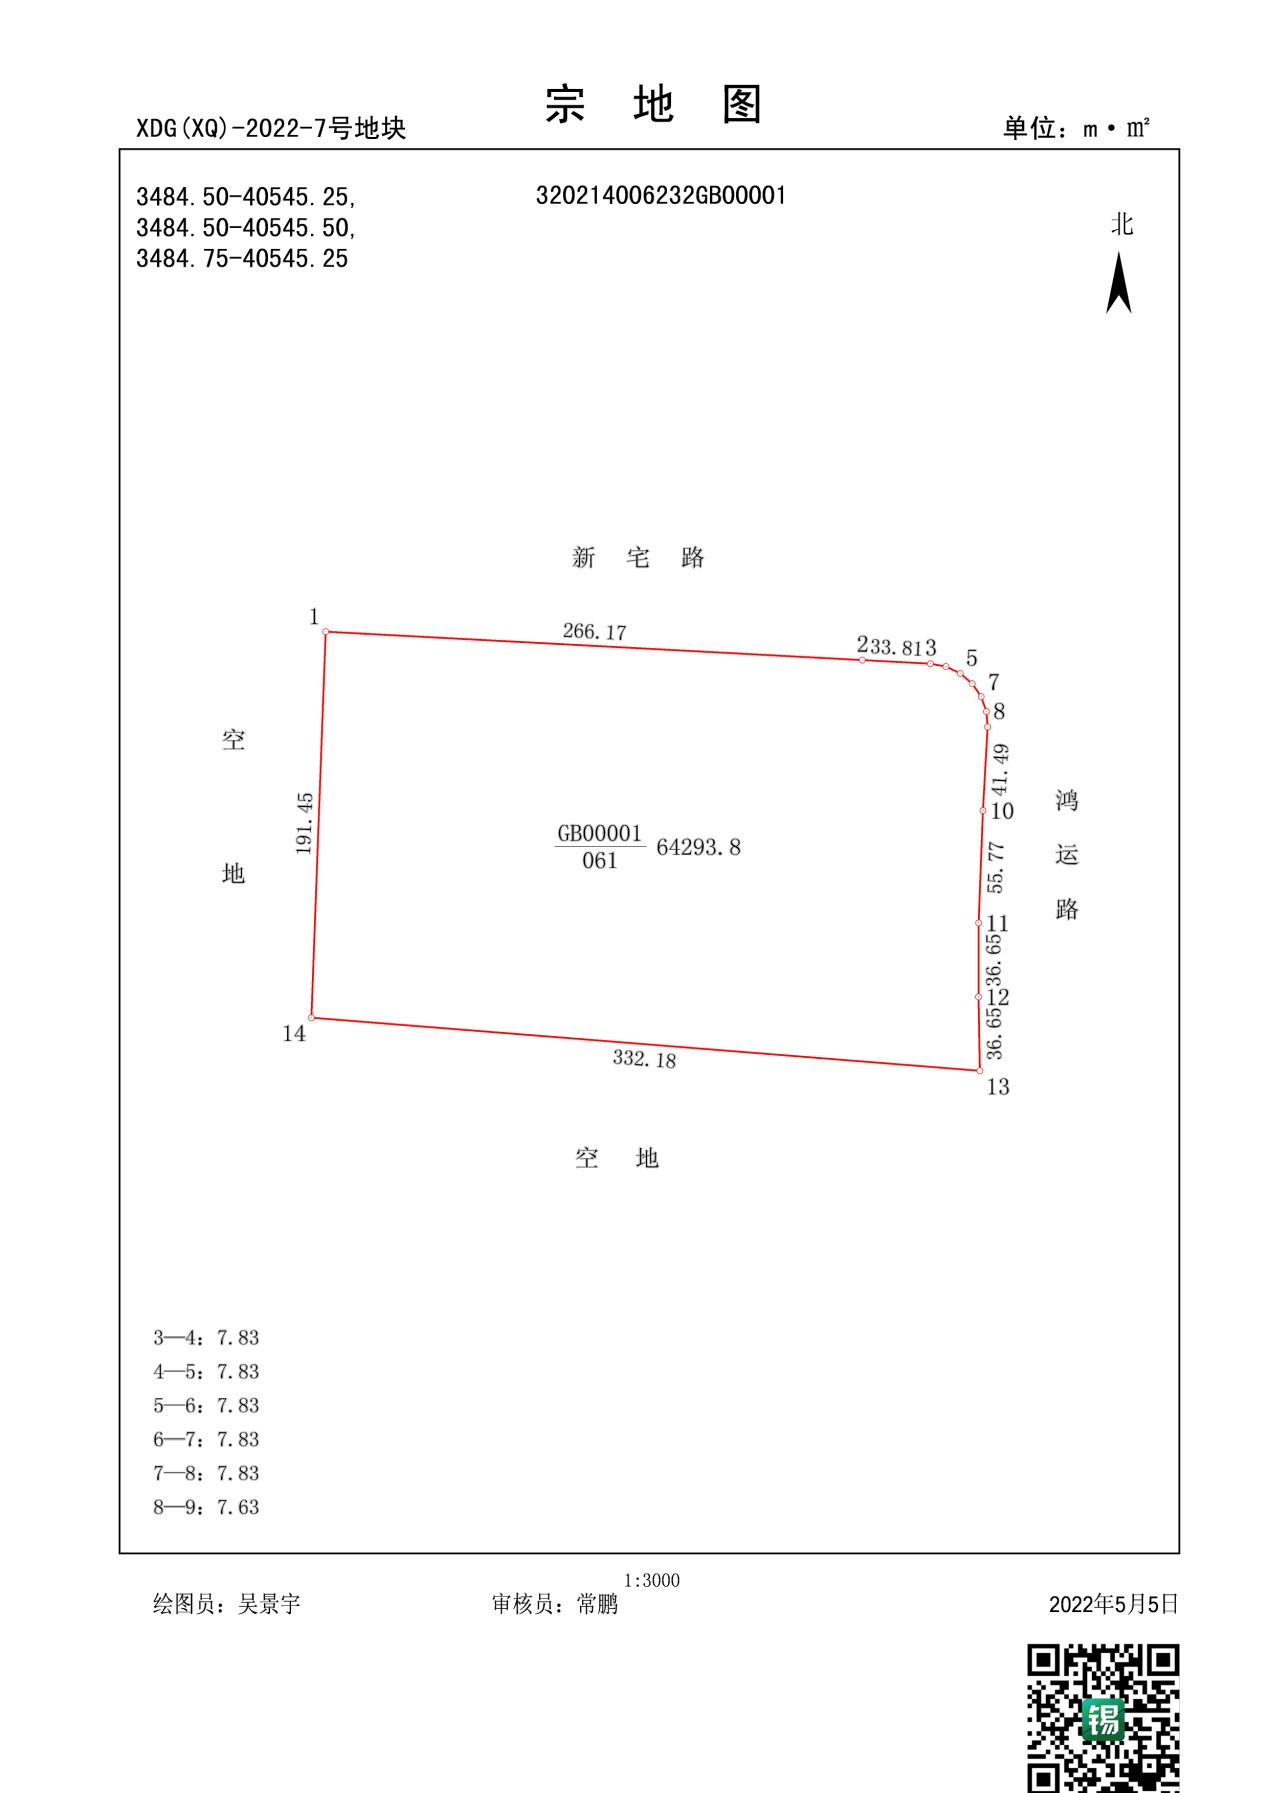 宗 地 图
XDG(XQ)-2022-7号地块
单位：m·㎡
3484.50-40545.25,
3484.50-40545.50,
3484.75-40545.25
320214006232GB00001
北
新 宅 路
1
266.17
2
33.81
3
5
7
8
41.49
10
55.77
11
36.65
12
36.65
13
332.18
14
191.45
空
地
鸿
运
路
GB00001
061
64293.8
空 地
3—4: 7.83
4—5: 7.83
5—6: 7.83
6—7: 7.83
7—8: 7.83
8—9: 7.63
1:3000
绘图员：吴景宇
审核员：常鹏
2022年5月5日
锡